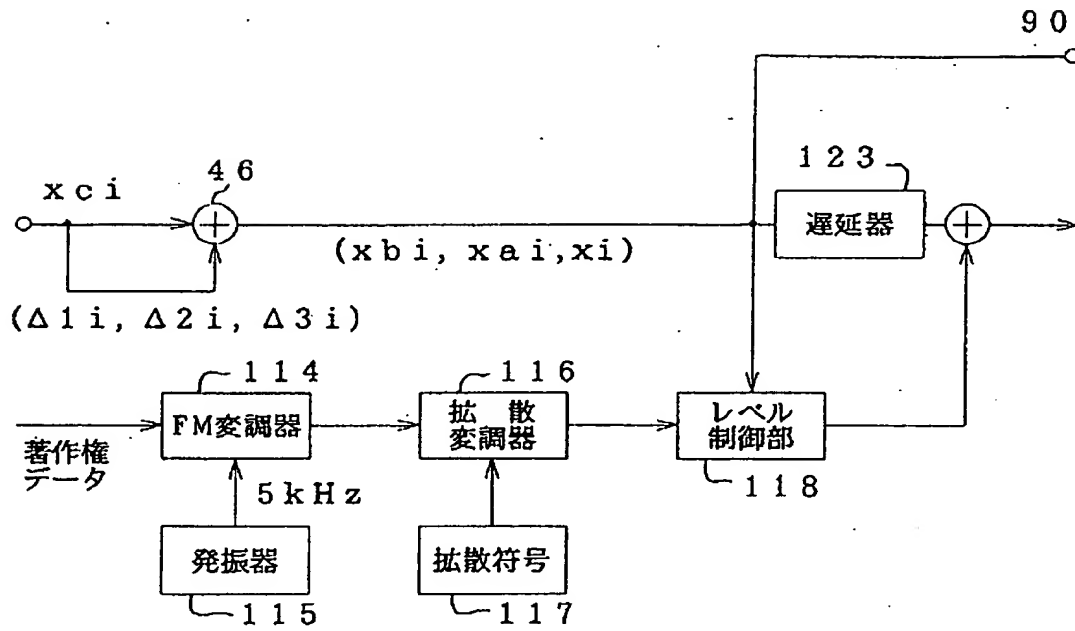 90
123
46
xci
遅延器
(xbi, xai,xi)
(Δ1i, Δ2i, Δ3i)
114
116
FM変調器
拡 散
変調器
レベル
制御部
著作権
データ
118
5kHz
発振器
拡散符号
115
117